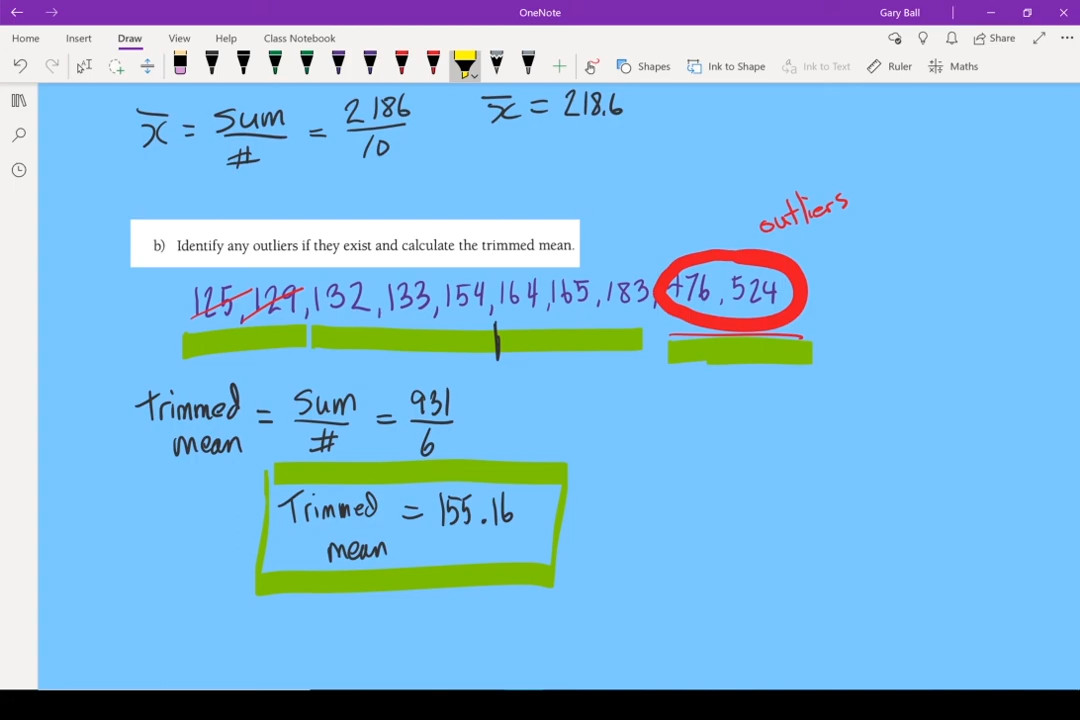 OneNote
Gary Ball
Home Insert Draw View Help Class Notebook
Share
Shapes Ink to Shape Ink to Text Ruler Maths
x̄ = Sum / # = 2186 / 10    x̄ = 218.6
outliers
b) Identify any outliers if they exist and calculate the trimmed mean.
125, 129, 132, 133, 154, 164, 165, 183, 476, 524
trimmed mean = Sum / # = 931 / 6
Trimmed mean = 155.16